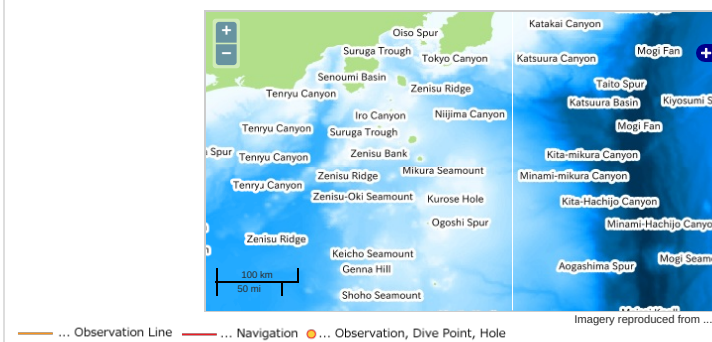 +
−
Oiso Spur
Katakai Canyon
Suruga Trough
Tokyo Canyon
Katsuura Canyon
Mogi Fan
+
Senoumi Basin
Zenisu Ridge
Taito Spur
Tenryu Canyon
Katsuura Basin
Kiyosumi S
Iro Canyon
Niijima Canyon
Tenryu Canyon
Suruga Trough
Mogi Fan
Spur
Tenryu Canyon
Zenisu Bank
Kita-mikura Canyon
Zenisu Ridge
Mikura Seamount
Minami-mikura Canyon
Tenryu Canyon
Zenisu-Oki Seamount
Kurose Hole
Kita-Hachijo Canyon
Ogoshi Spur
Minami-Hachijo Canyo
Zenisu Ridge
Keicho Seamount
Mogi Seam
Genna Hill
Aogashima Spur
100 km
50 mi
Shoho Seamount
Imagery reproduced from ...
... Observation Line
... Navigation
... Observation, Dive Point, Hole